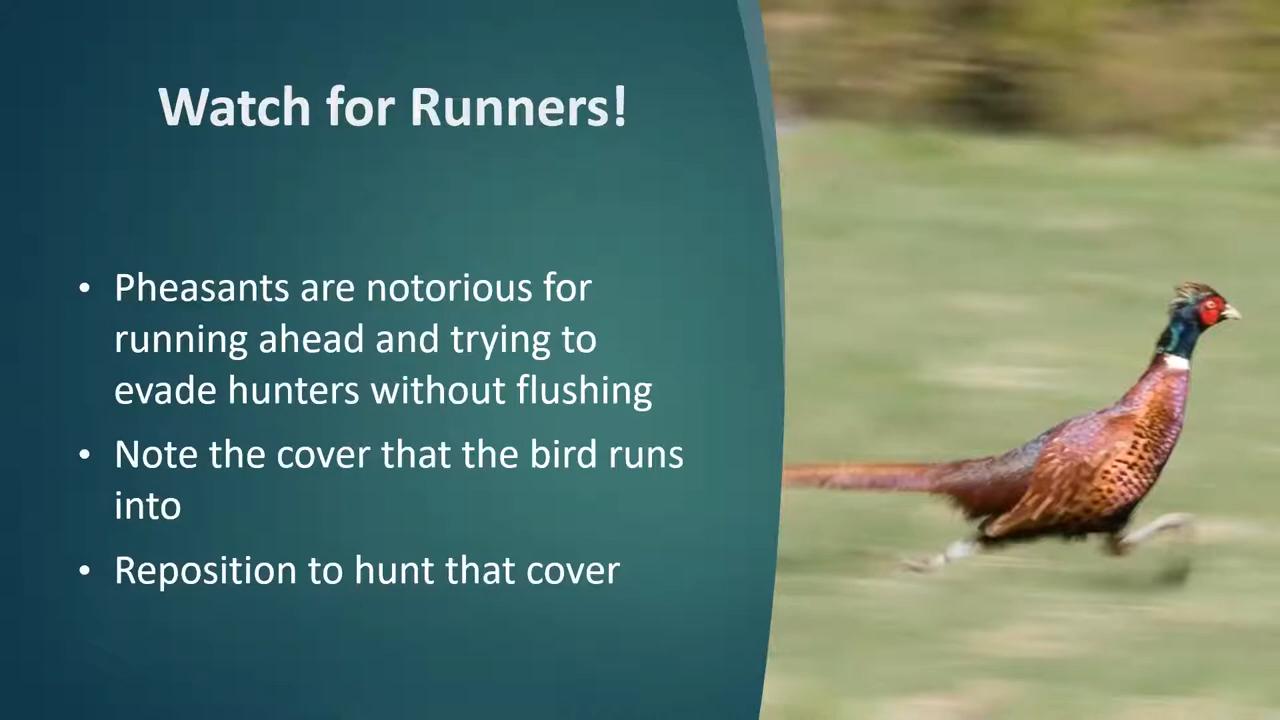 Watch for Runners!
• Pheasants are notorious for
running ahead and trying to
evade hunters without flushing
• Note the cover that the bird runs
into
• Reposition to hunt that cover